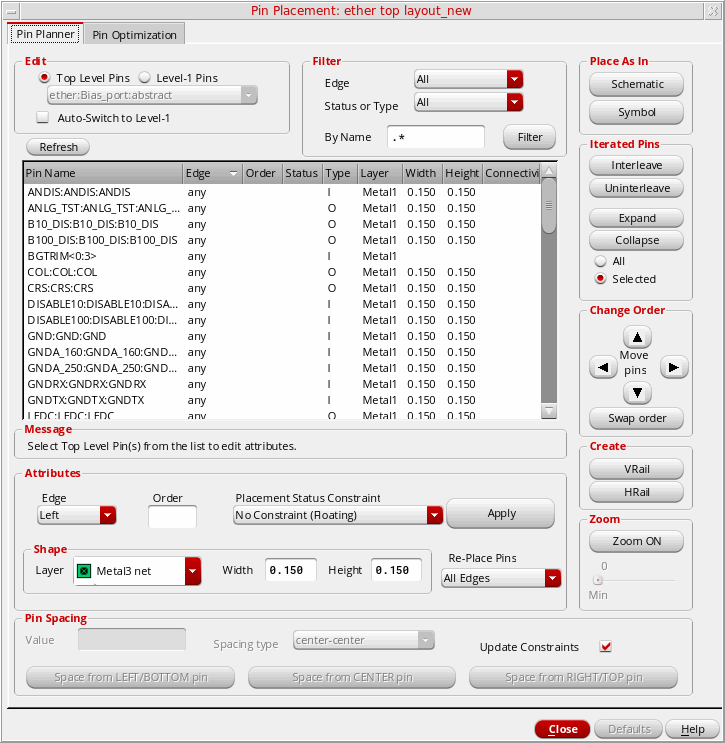 Pin Placement: ether top layout_new
Pin Planner Pin Optimization
Edit
Top Level Pins Level-1 Pins
ether:Bias_port:abstract
Auto-Switch to Level-1
Refresh
Filter
Edge All
Status or Type All
By Name .* Filter
Pin Name Edge Order Status Type Layer Width Height Connectivi
ANDIS:ANDIS:ANDIS any I Metal1 0.150 0.150
ANLG_TST:ANLG_TST:ANLG_... any O Metal1 0.150 0.150
B10_DIS:B10_DIS:B10_DIS any O Metal1 0.150 0.150
B100_DIS:B100_DIS:B100_DIS any O Metal1 0.150 0.150
BGTRIM<0:3> any I Metal1
COL:COL:COL any O Metal1 0.150 0.150
CRS:CRS:CRS any O Metal1 0.150 0.150
DISABLE10:DISABLE10:DISA... any I Metal1 0.150 0.150
DISABLE100:DISABLE100:DI... any I Metal1 0.150 0.150
GND:GND:GND any I Metal1 0.150 0.150
GNDA_160:GNDA_160:GND... any I Metal1 0.150 0.150
GNDA_250:GNDA_250:GND... any I Metal1 0.150 0.150
GNDRX:GNDRX:GNDRX any I Metal1 0.150 0.150
GNDTX:GNDTX:GNDTX any I Metal1 0.150 0.150
LEDC:LEDC:LEDC any O Metal1 0.150 0.150
Message
Select Top Level Pin(s) from the list to edit attributes.
Attributes
Edge Order Placement Status Constraint
Left No Constraint (Floating) Apply
Shape
Layer Metal3 net Width 0.150 Height 0.150
Re-Place Pins
All Edges
Pin Spacing
Value Spacing type center-center Update Constraints
Space from LEFT/BOTTOM pin Space from CENTER pin Space from RIGHT/TOP pin
Place As In
Schematic
Symbol
Iterated Pins
Interleave
Uninterleave
Expand
Collapse
All
Selected
Change Order
Move
pins
Swap order
Create
VRail
HRail
Zoom
Zoom ON
0
Min
Close Defaults Help